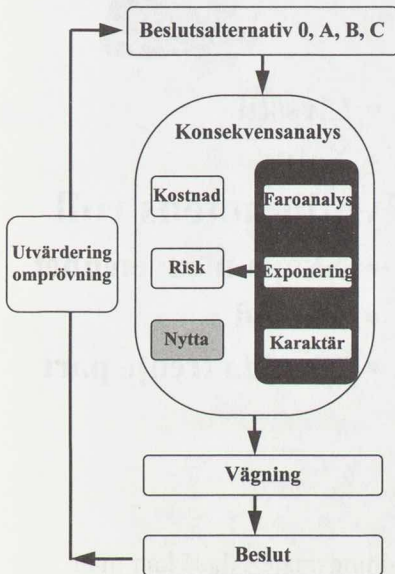 Beslutsalternativ 0, A, B, C
Konsekvensanalys
Kostnad
Faroanalys
Risk
Exponering
Nytta
Karaktär
Utvärdering
omprövning
Vägning
Beslut